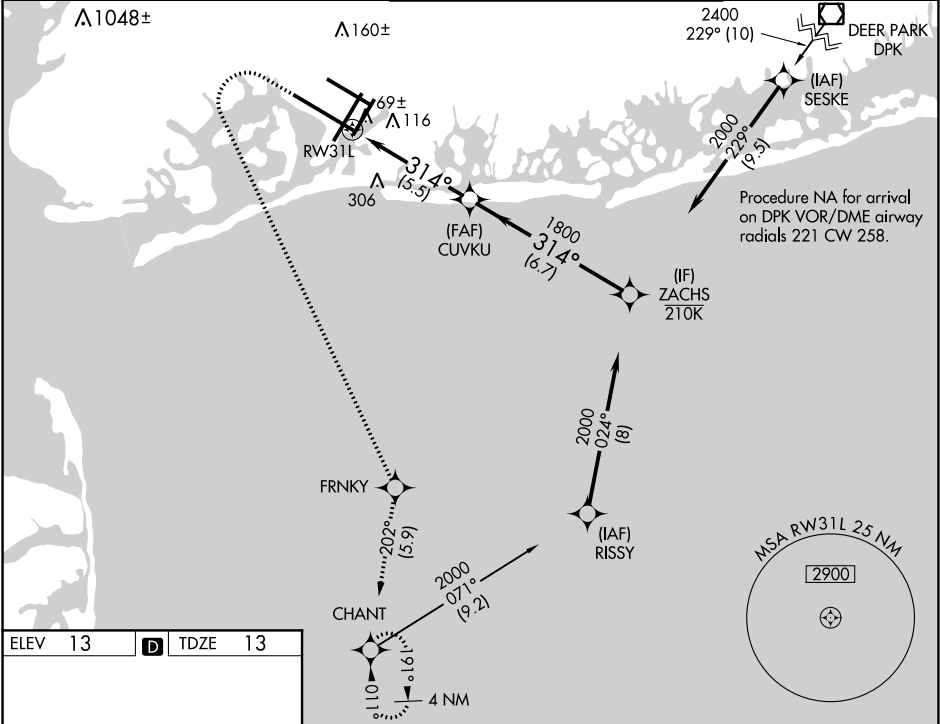 1048±
160±
2400
229° (10)
DEER PARK
DPK
(IAF)
SESKE
69±
116
RW31L
2000
229°
(9.5)
314°
(5.5)
306
Procedure NA for arrival
on DPK VOR/DME airway
radials 221 CW 258.
(FAF)
CUVKU
1800
314°
(6.7)
(IF)
ZACHS
210K
2000
024°
(8)
FRNKY
202°
(5.9)
(IAF)
RISSY
MSA RW31L 25 NM
2900
2000
071°
(9.2)
CHANT
191°
011°
4 NM
ELEV 13 D TDZE 13